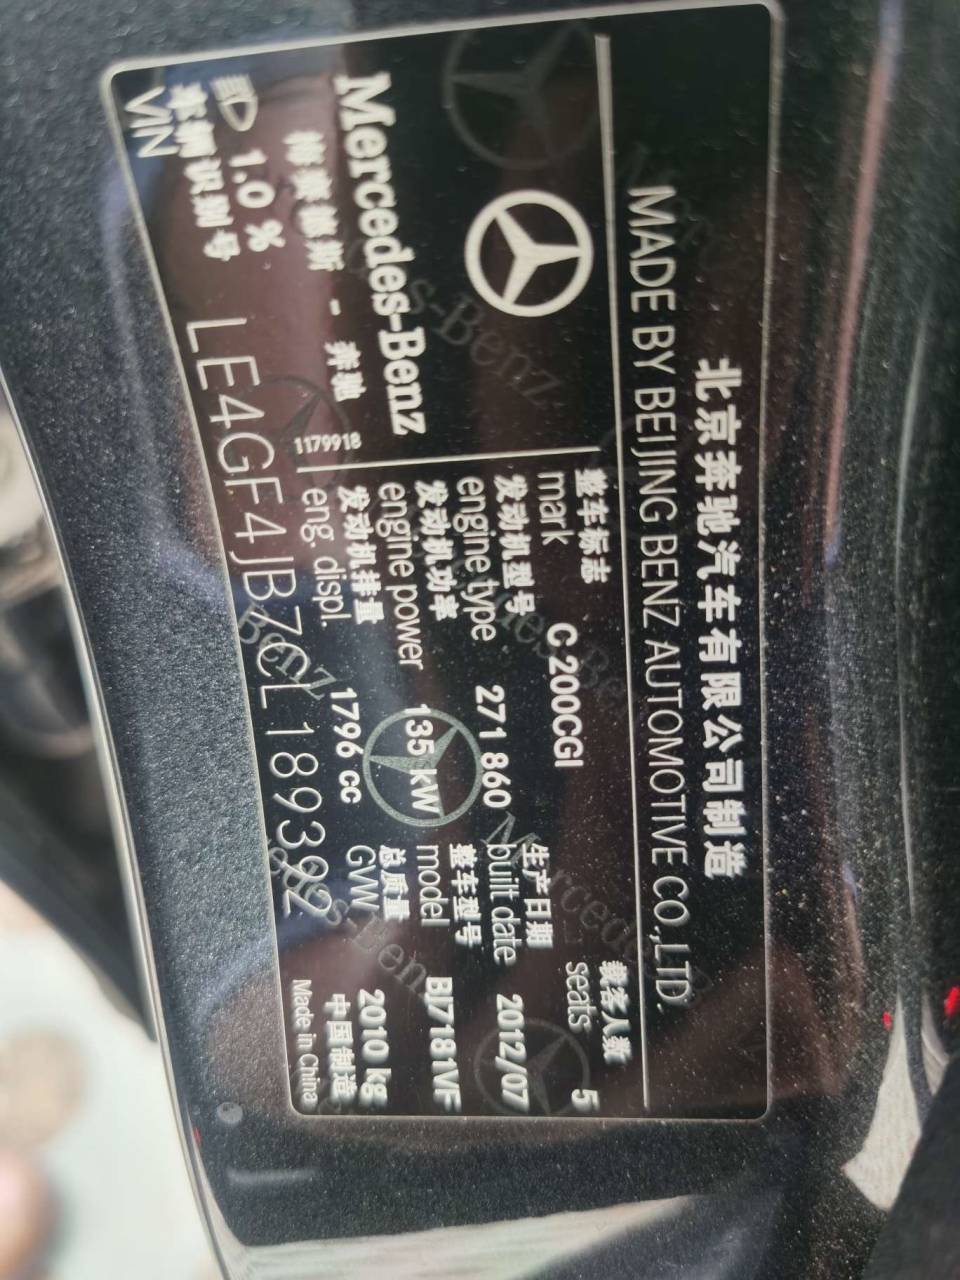 北京奔驰汽车有限公司制造
MADE BY BEIJING BENZ AUTOMOTIVE CO.,LTD.
Mercedes-Benz
梅赛德斯 - 奔驰
1179918
整车标志
mark C 200CGI
载客人数
seats 5
发动机型号
engine type 271 860
生产日期
built date 2012/07
发动机功率
engine power 135 kW
整车型号
model BJ7181VF
发动机排量
eng. displ. 1796 cc
总质量
GVW 2010 kg
中国制造
Made in China
1.0 %
车辆识别号
VIN LE4GF4JB7CL189392